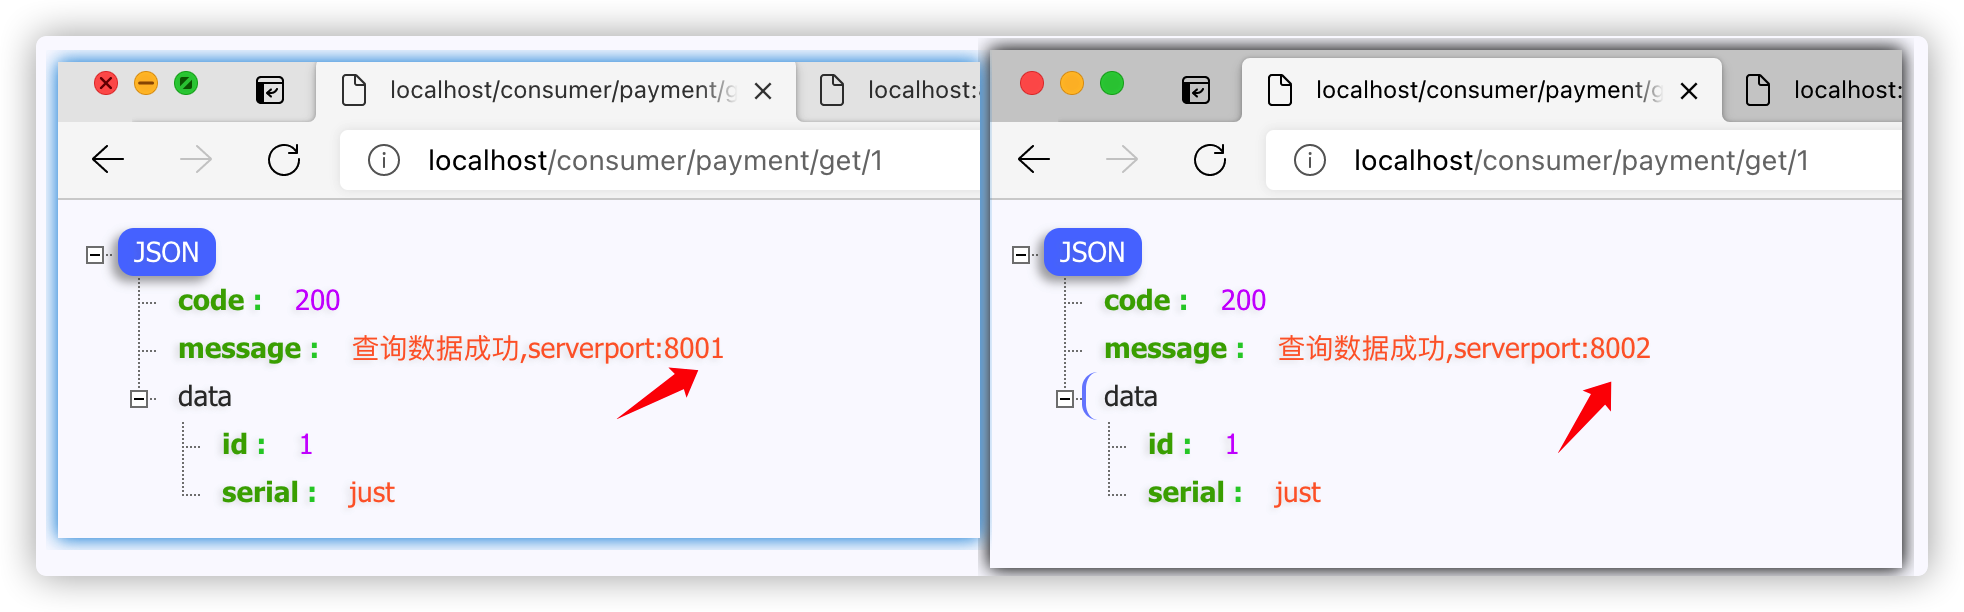 localhost/consumer/payment/g
localhost:
localhost/consumer/payment/get/1
JSON
code : 200
message : 查询数据成功,serverport:8001
data
id : 1
serial : just
localhost/consumer/payment/g
localhost:
localhost/consumer/payment/get/1
JSON
code : 200
message : 查询数据成功,serverport:8002
data
id : 1
serial : just